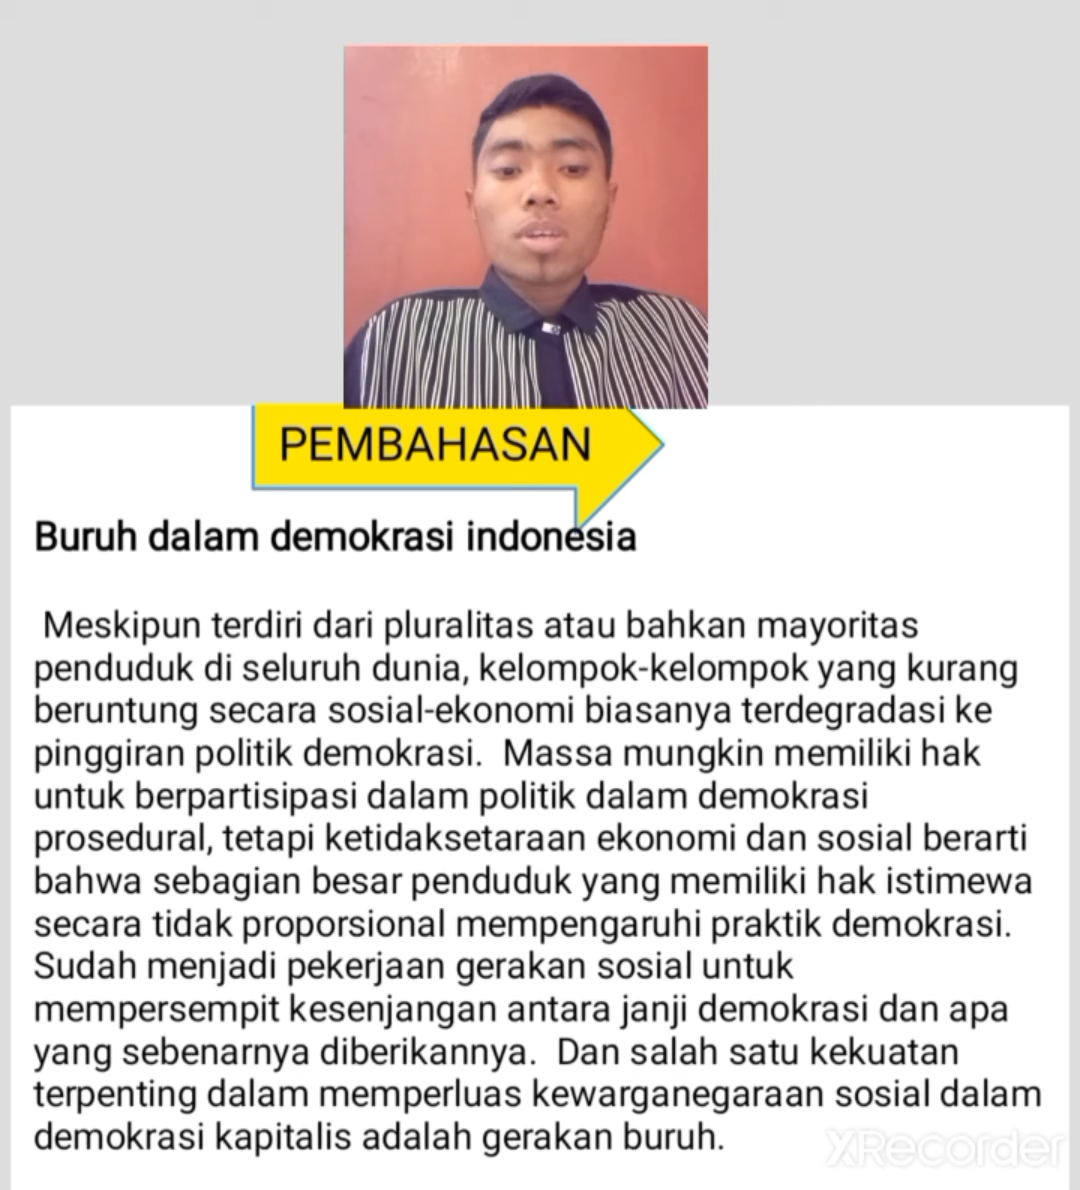 PEMBAHASAN
Buruh dalam demokrasi indonesia
Meskipun terdiri dari pluralitas atau bahkan mayoritas
penduduk di seluruh dunia, kelompok-kelompok yang kurang
beruntung secara sosial-ekonomi biasanya terdegradasi ke
pinggiran politik demokrasi.  Massa mungkin memiliki hak
untuk berpartisipasi dalam politik dalam demokrasi
prosedural, tetapi ketidaksetaraan ekonomi dan sosial berarti
bahwa sebagian besar penduduk yang memiliki hak istimewa
secara tidak proporsional mempengaruhi praktik demokrasi.
Sudah menjadi pekerjaan gerakan sosial untuk
mempersempit kesenjangan antara janji demokrasi dan apa
yang sebenarnya diberikannya.  Dan salah satu kekuatan
terpenting dalam memperluas kewarganegaraan sosial dalam
demokrasi kapitalis adalah gerakan buruh.
XRecorder